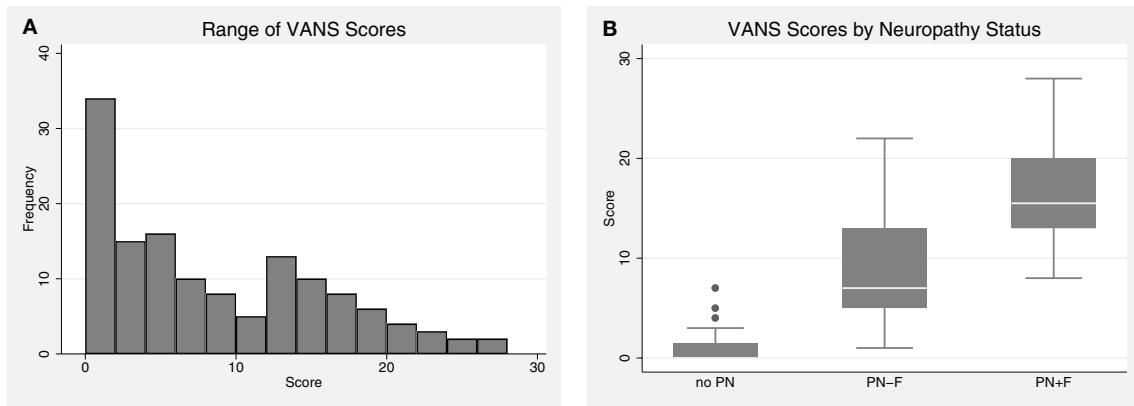 A
Range of VANS Scores
40
30
20
10
0
Frequency
0 10 20 30
Score
B
VANS Scores by Neuropathy Status
30
20
10
0
Score
no PN PN–F PN+F